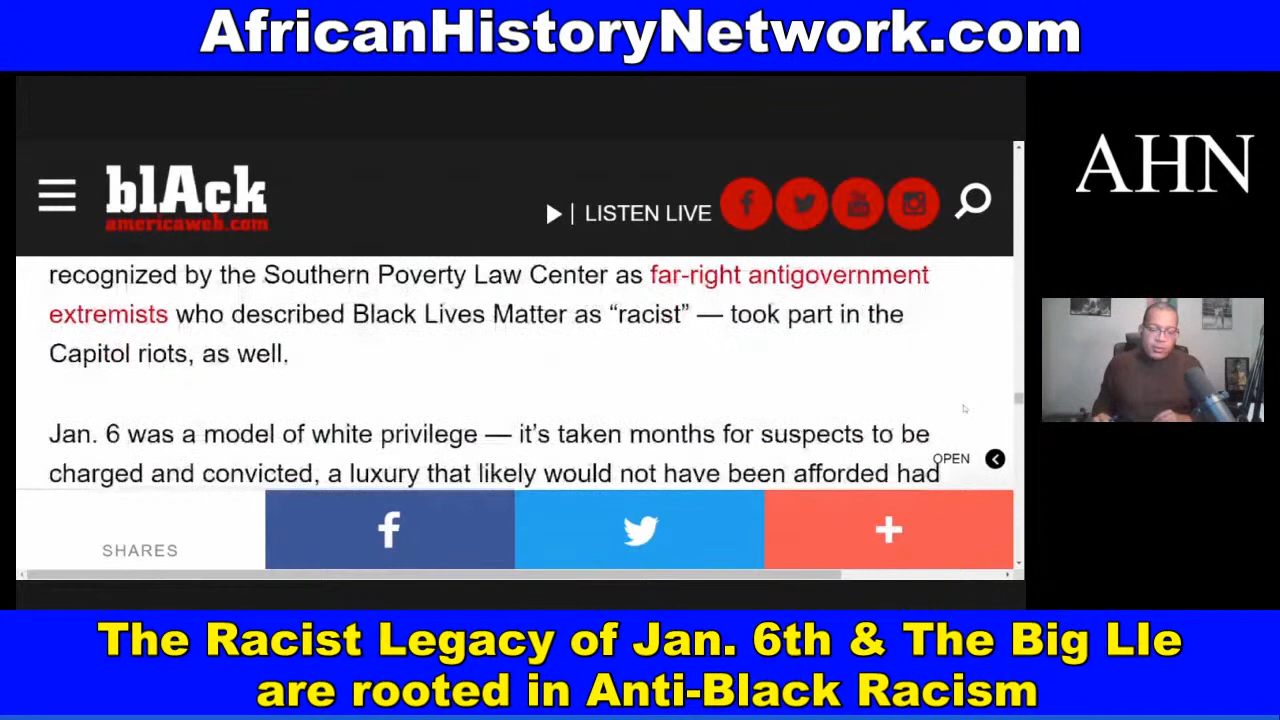 AfricanHistoryNetwork.com
AHN
blAck
americaweb.com
LISTEN LIVE
recognized by the Southern Poverty Law Center as far-right antigovernment
extremists who described Black Lives Matter as “racist” — took part in the
Capitol riots, as well.
Jan. 6 was a model of white privilege — it’s taken months for suspects to be
charged and convicted, a luxury that likely would not have been afforded had
OPEN
SHARES
The Racist Legacy of Jan. 6th & The Big LIe
are rooted in Anti-Black Racism